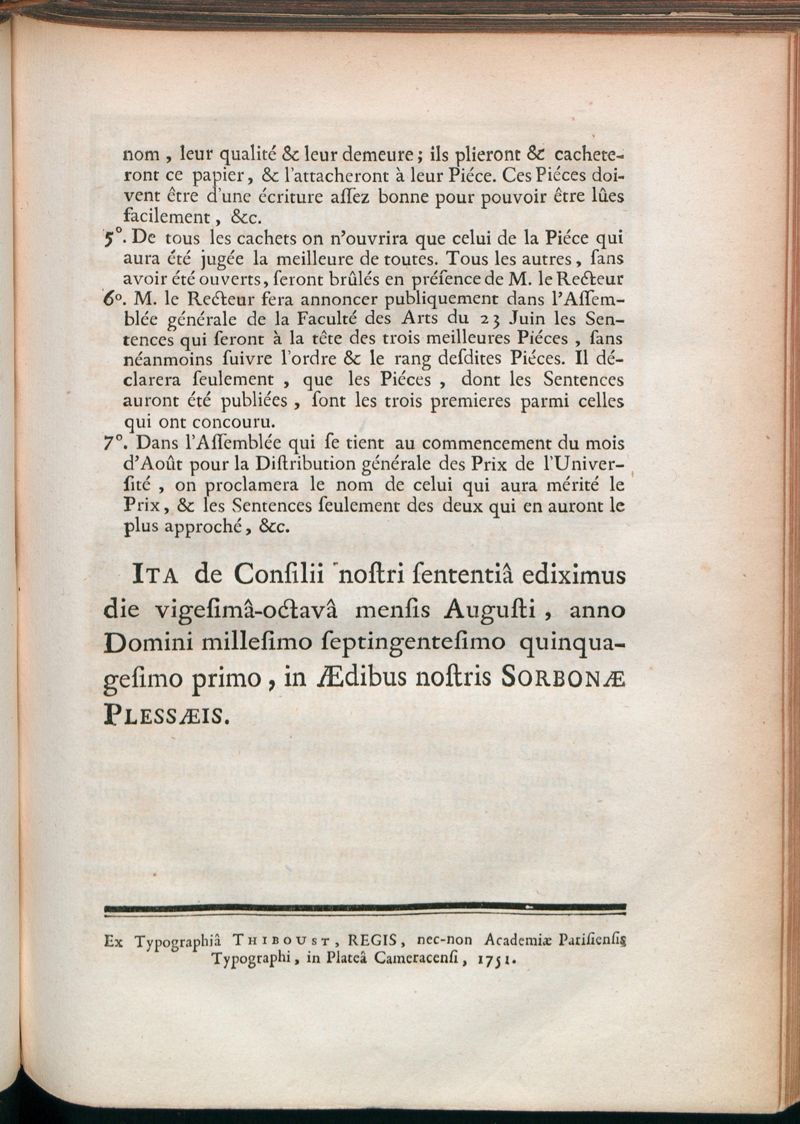 nom , leur qualité & leur demeure ; ils plieront & cachete-
ront ce papier, & l'attacheront à leur Piéce. Ces Piéces doi-
vent être d'une écriture aſſez bonne pour pouvoir être lûes
facilement, &c.
5°. De tous les cachets on n'ouvrira que celui de la Piéce qui
aura été jugée la meilleure de toutes. Tous les autres, ſans
avoir été ouverts, ſeront brûlés en préſence de M. le Recteur
6°. M. le Recteur fera annoncer publiquement dans l'Aſſem-
blée générale de la Faculté des Arts du 23 Juin les Sen-
tences qui ſeront à la tête des trois meilleures Piéces , ſans
néanmoins ſuivre l'ordre & le rang deſdites Piéces. Il dé-
clarera ſeulement , que les Piéces , dont les Sentences
auront été publiées , ſont les trois premieres parmi celles
qui ont concouru.
7°. Dans l'Aſſemblée qui ſe tient au commencement du mois
d'Août pour la Diſtribution générale des Prix de l'Univer-
ſité , on proclamera le nom de celui qui aura mérité le
Prix, & les Sentences ſeulement des deux qui en auront le
plus approché, &c.
ITA de Conſilii noſtri ſententiâ ediximus
die vigeſimâ-octavâ menſis Auguſti , anno
Domini milleſimo ſeptingenteſimo quinqua-
geſimo primo, in Ædibus noſtris SORBONÆ
PLESSÆIS.
Ex Typographiâ THIBOUST, REGIS, nec-non Academiæ Pariſienſis
Typographi, in Plateâ Cameracenſi, 1751.